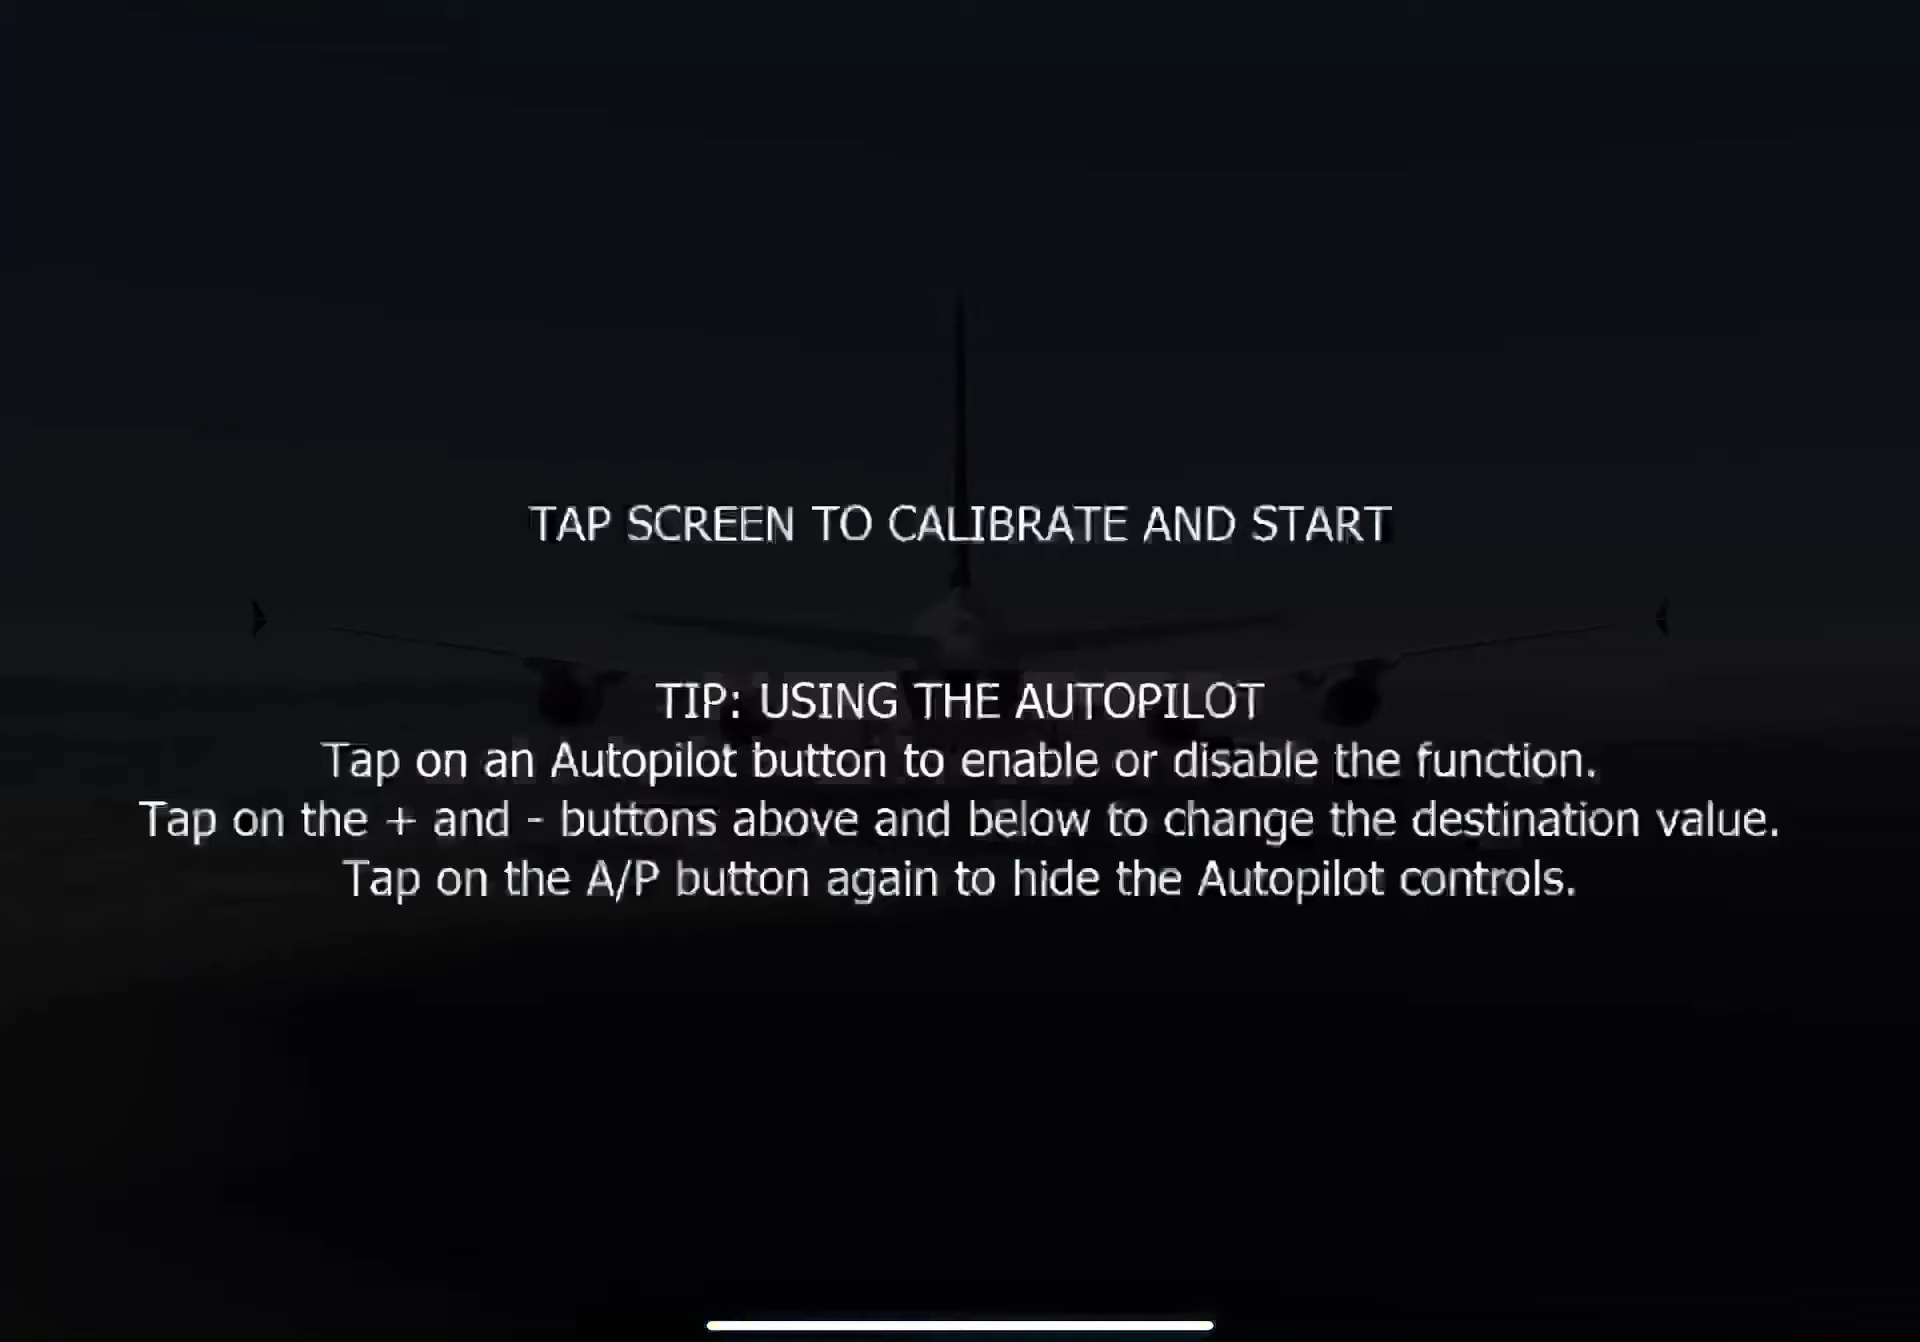 TAP SCREEN TO CALIBRATE AND START
TIP: USING THE AUTOPILOT
Tap on an Autopilot button to enable or disable the function.
Tap on the + and - buttons above and below to change the destination value.
Tap on the A/P button again to hide the Autopilot controls.